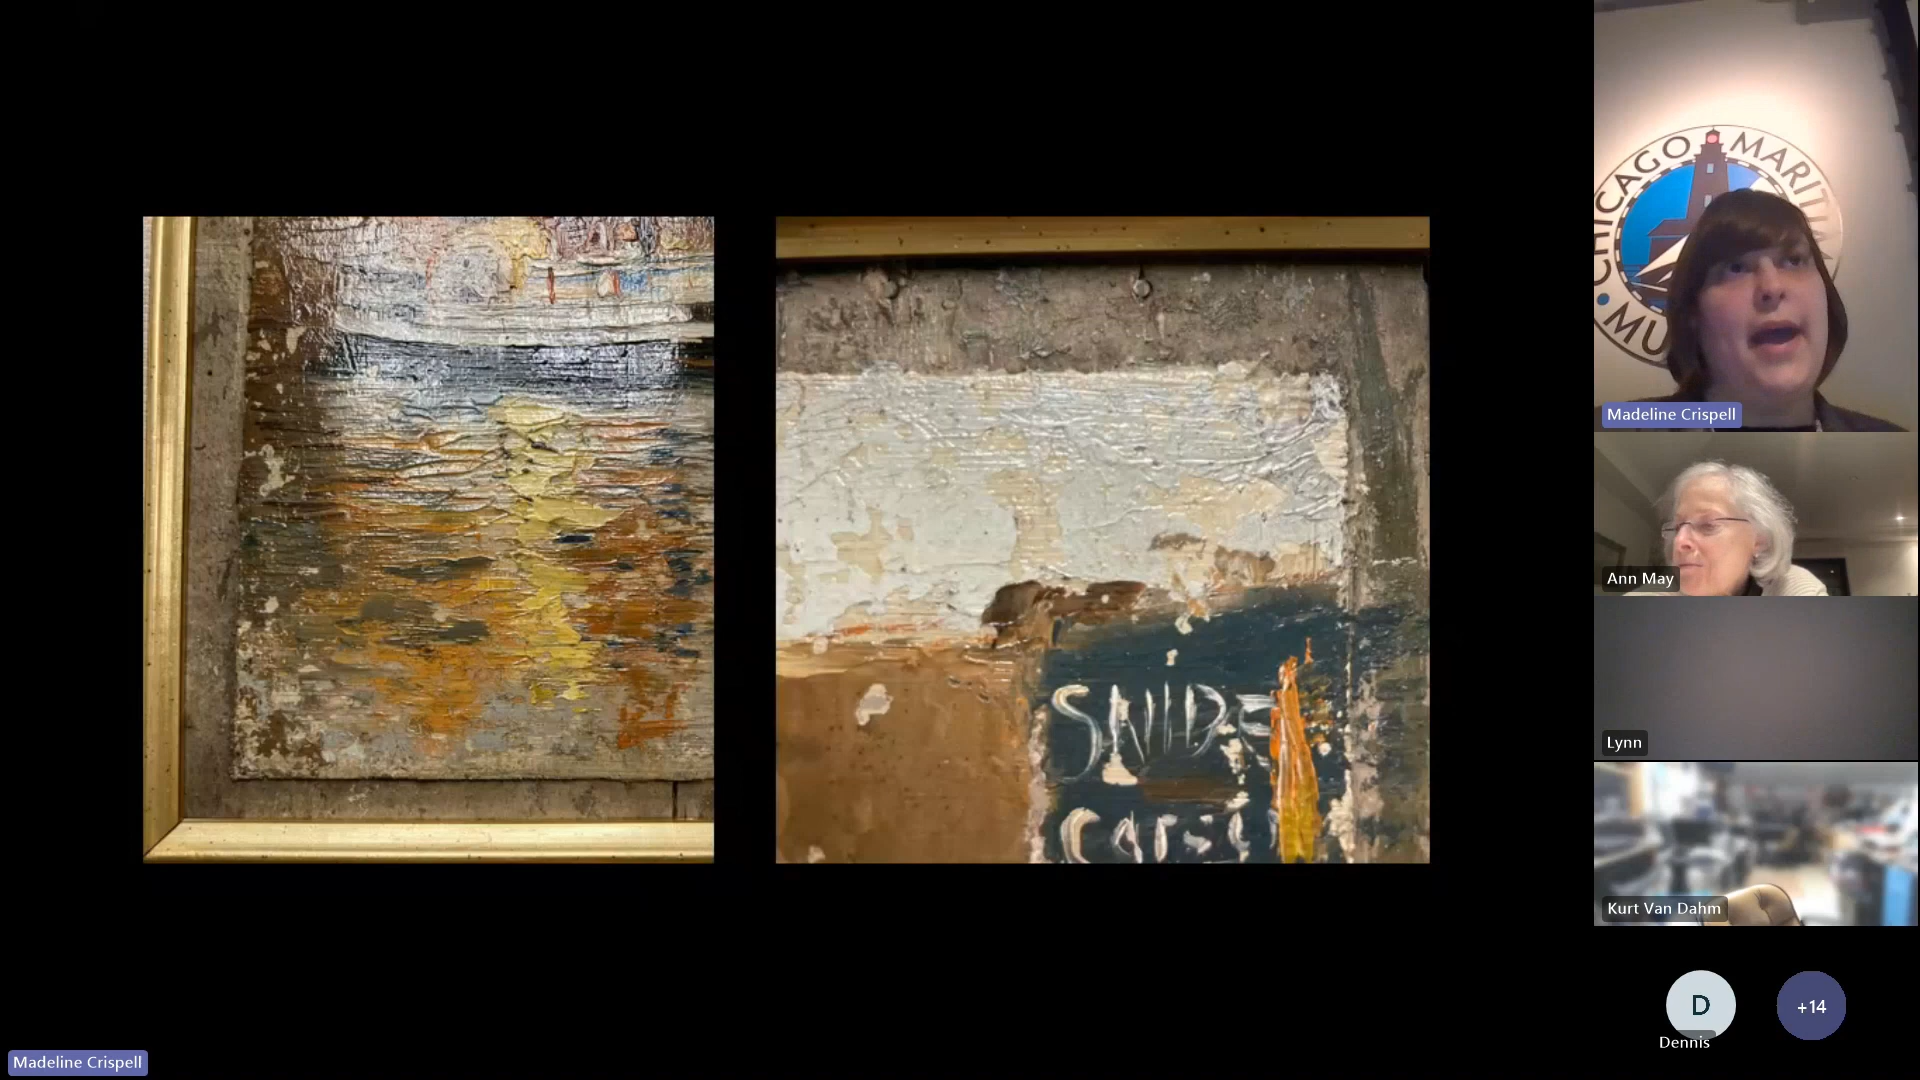 CHICAGO MARITI
MU
Madeline Crispell
Ann May
SNIDE
Lynn
Kurt Van Dahm
D
+14
Dennis
Madeline Crispell